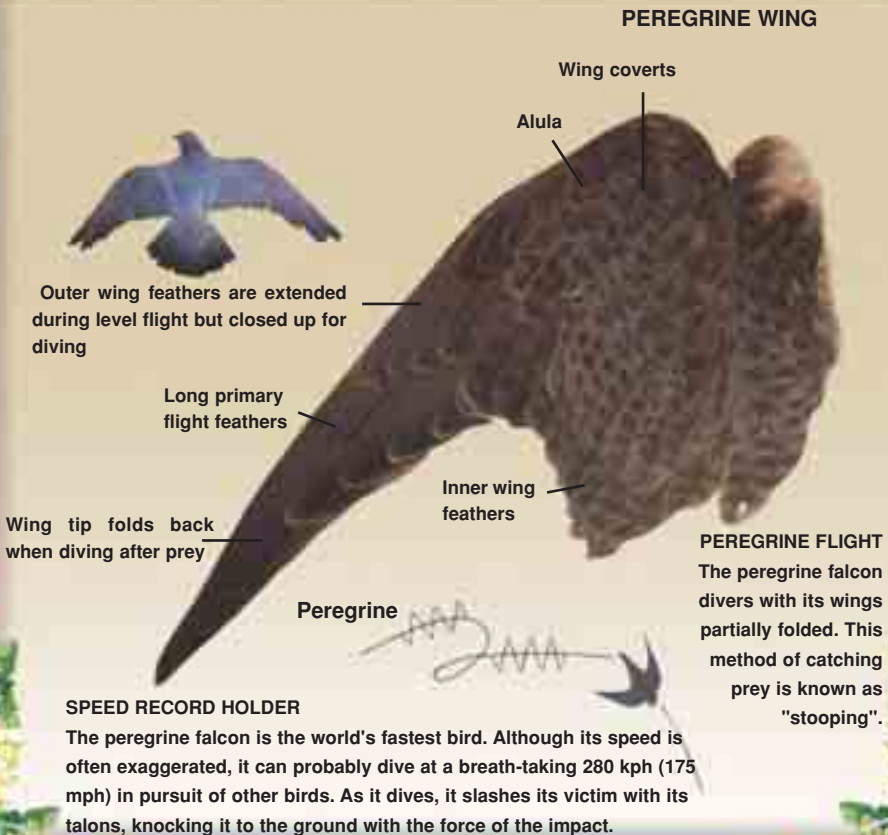 PEREGRINE WING
Wing coverts
Alula
Outer wing feathers are extended
during level flight but closed up for
diving
Long primary
flight feathers
Inner wing
feathers
Wing tip folds back
when diving after prey
PEREGRINE FLIGHT
The peregrine falcon
divers with its wings
partially folded. This
method of catching
prey is known as
"stooping".
Peregrine
SPEED RECORD HOLDER
The peregrine falcon is the world's fastest bird. Although its speed is
often exaggerated, it can probably dive at a breath-taking 280 kph (175
mph) in pursuit of other birds. As it dives, it slashes its victim with its
talons, knocking it to the ground with the force of the impact.